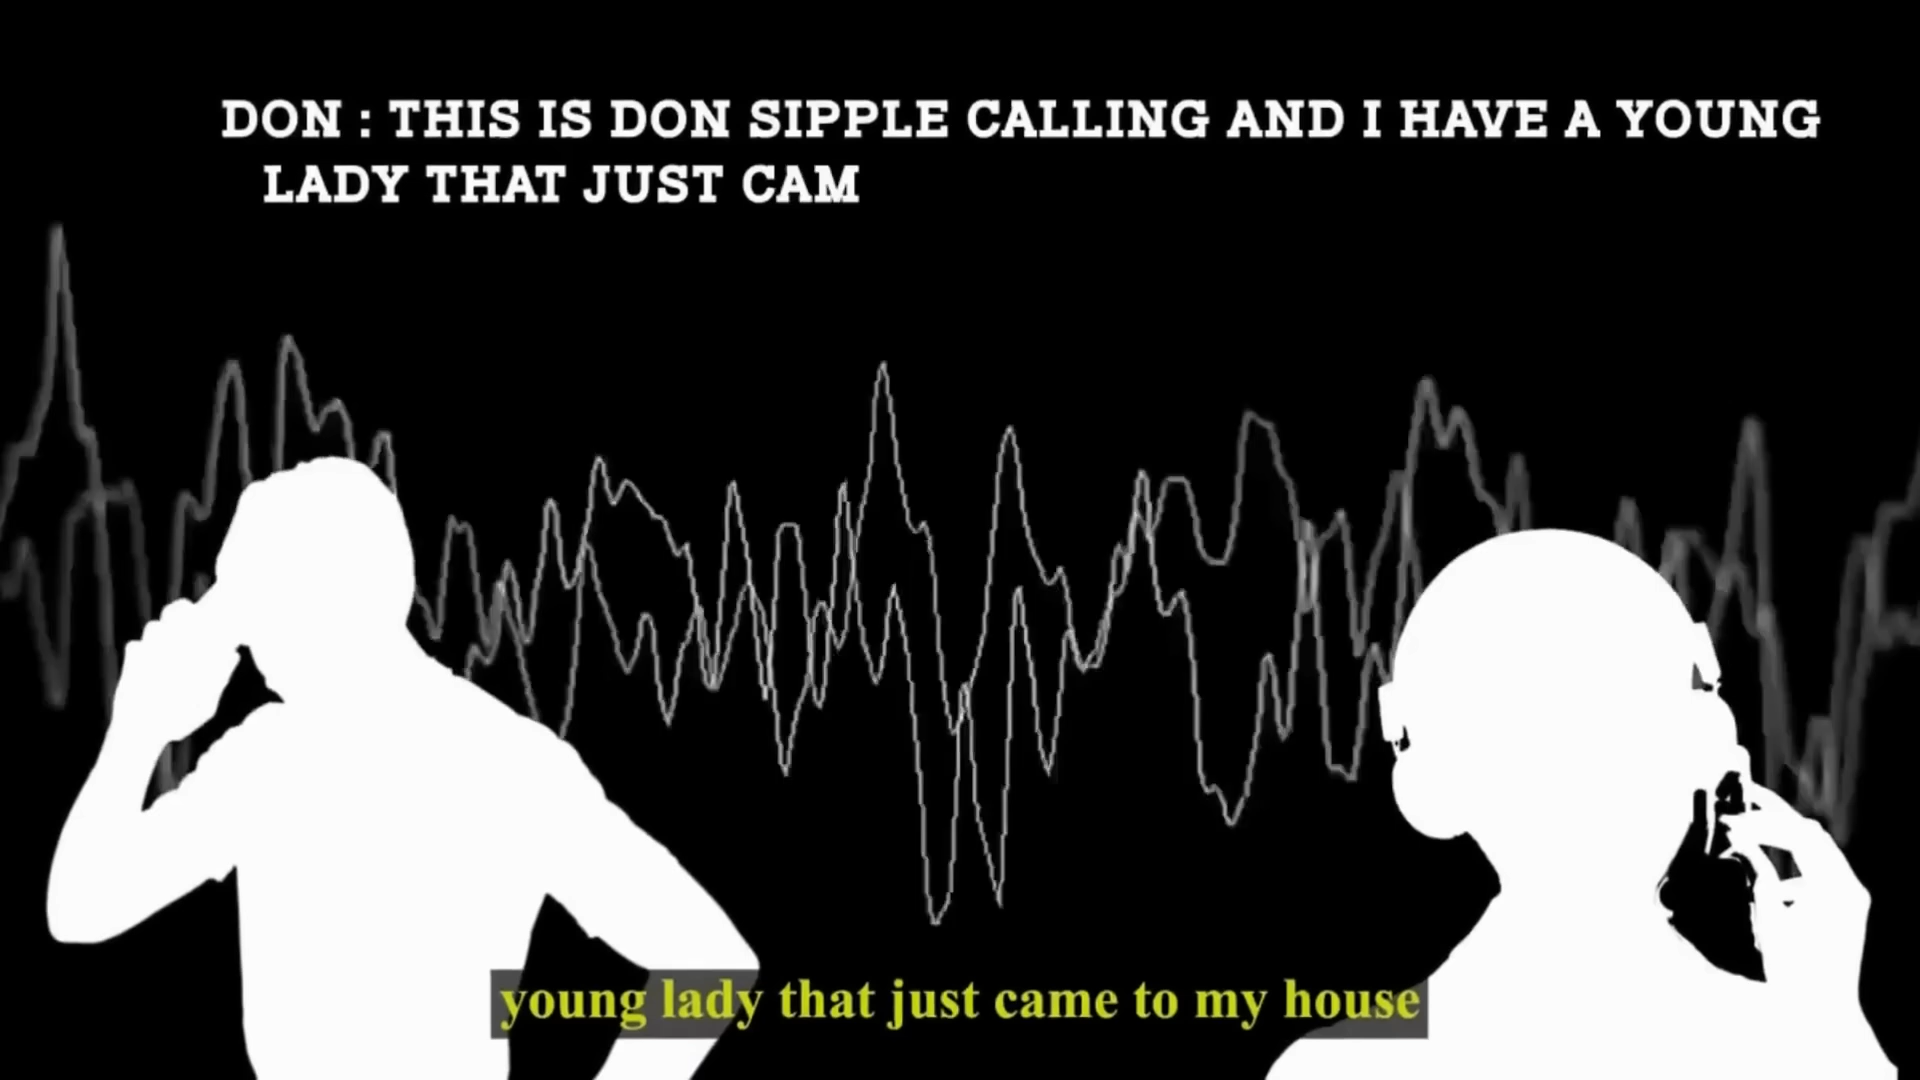 DON : THIS IS DON SIPPLE CALLING AND I HAVE A YOUNG
LADY THAT JUST CAM
young lady that just came to my house